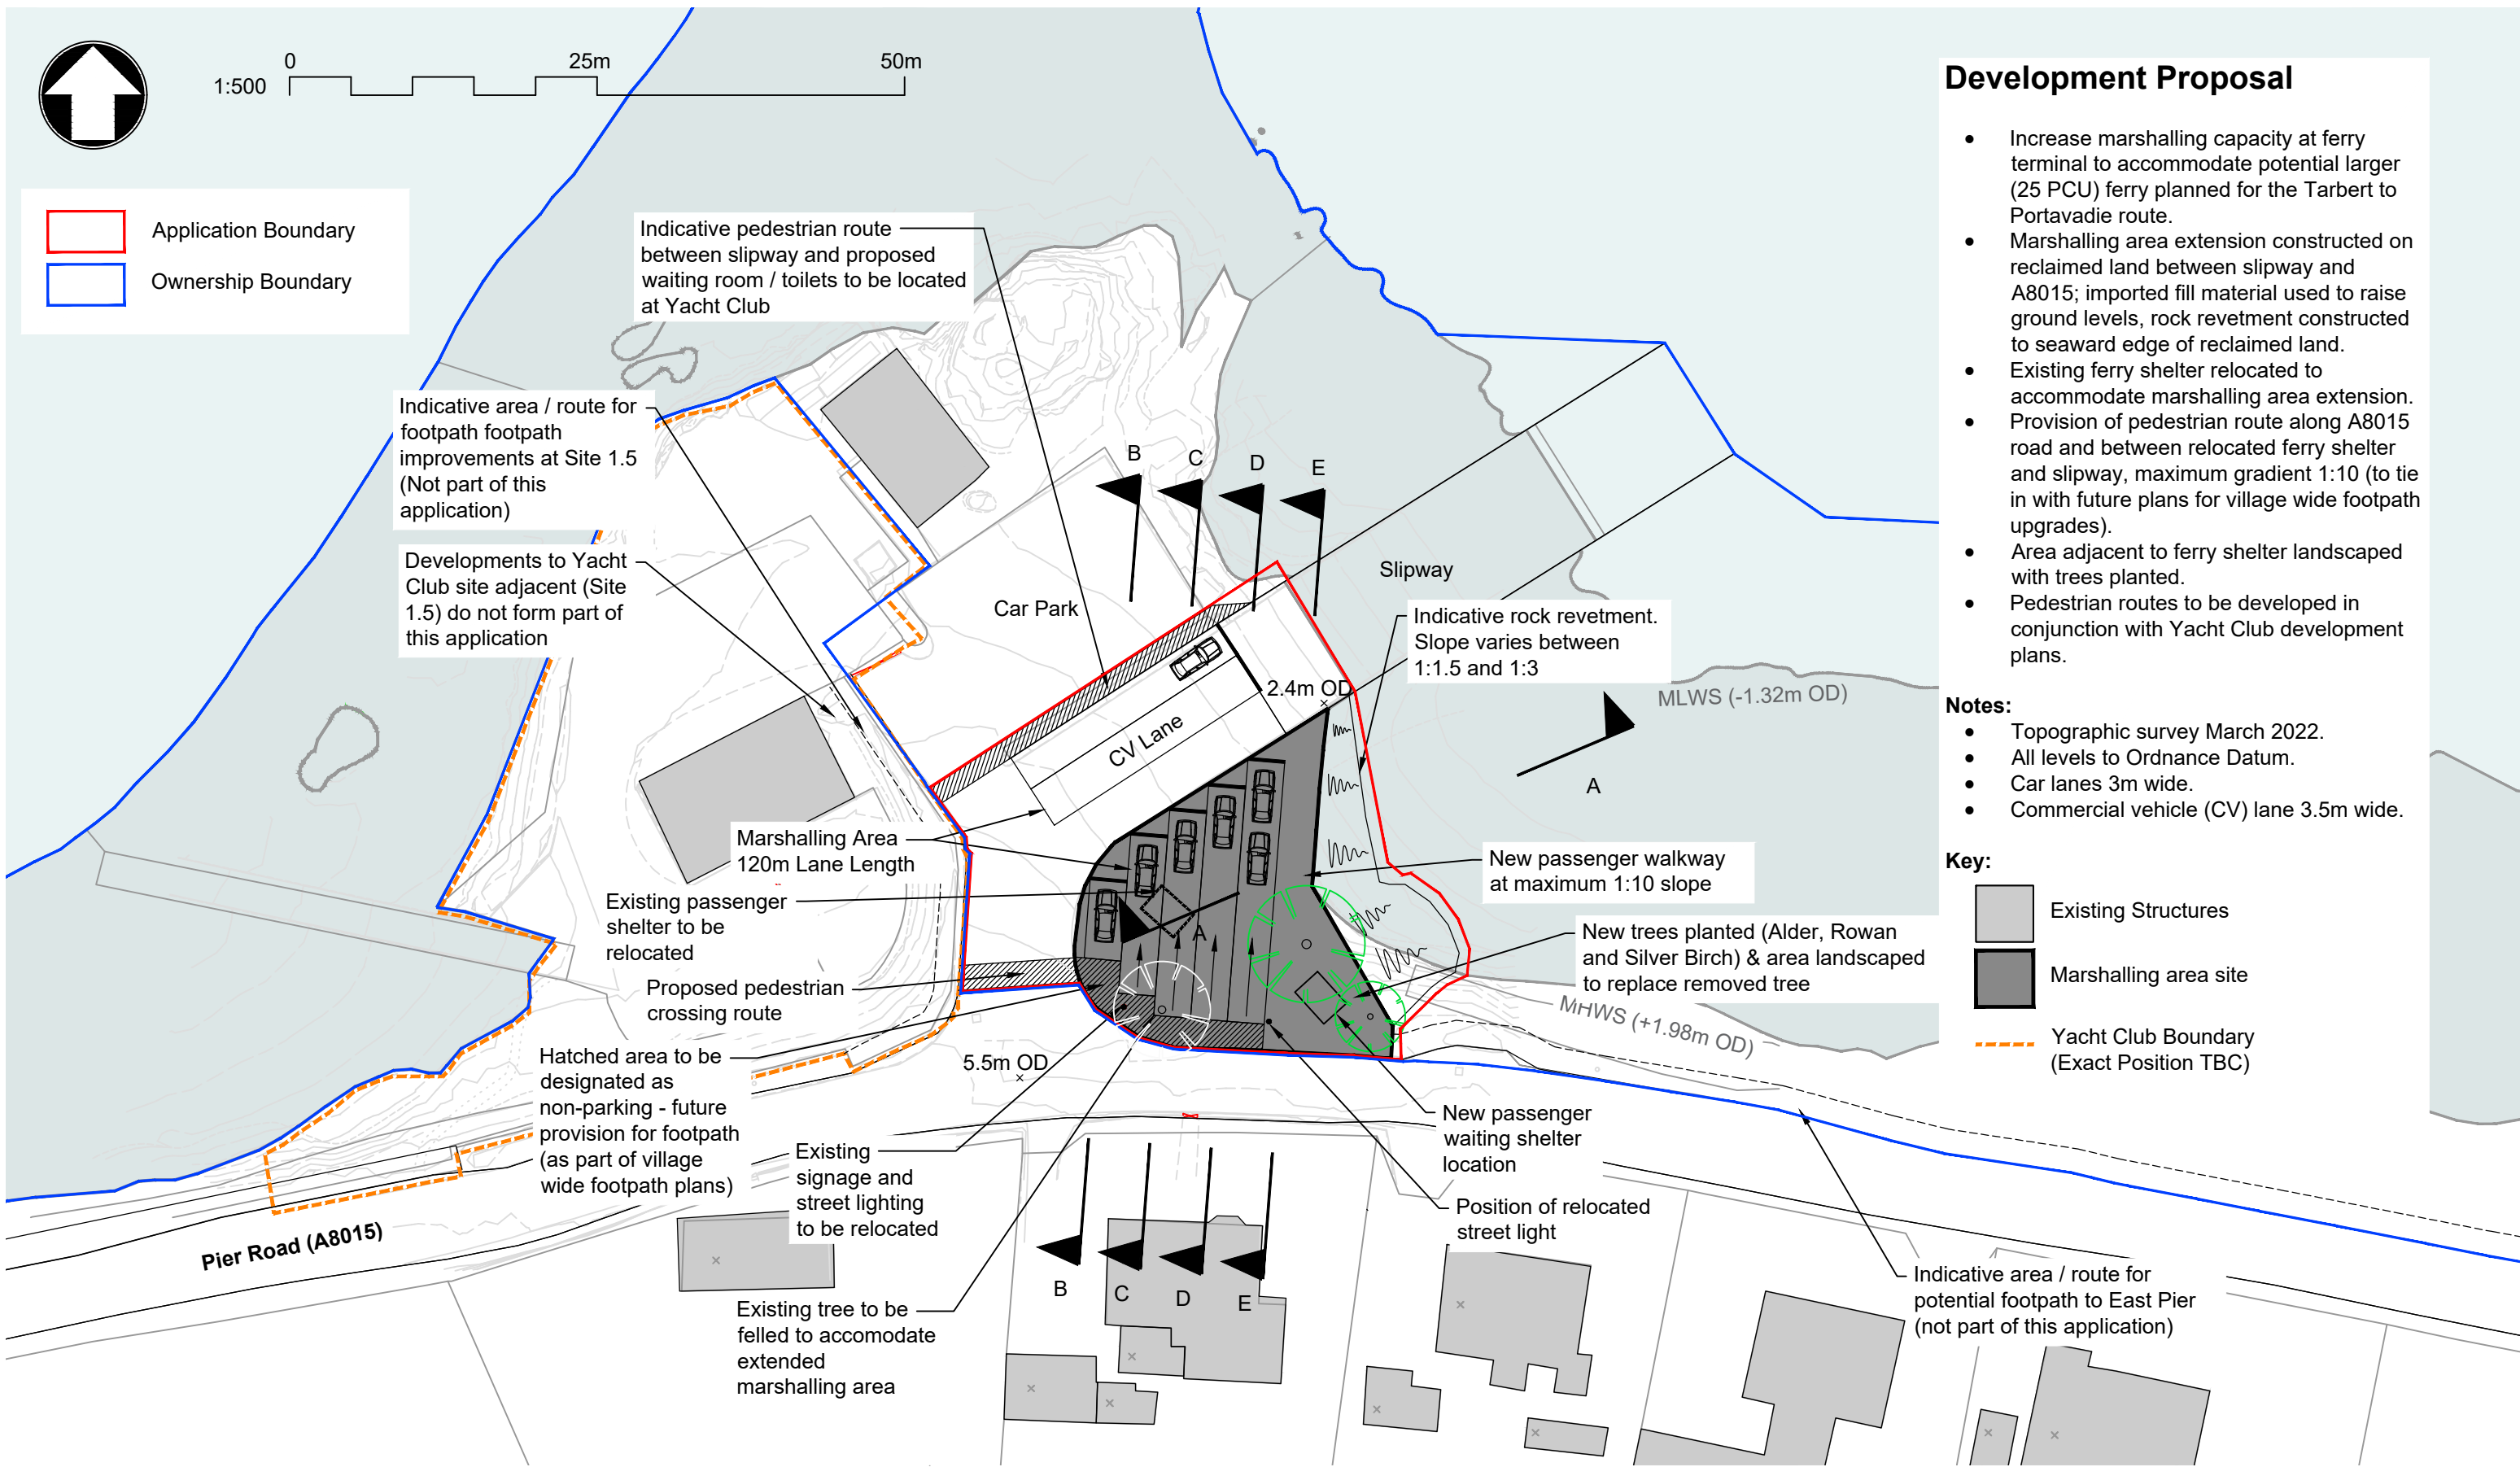 0
25m
50m
1:500
Application Boundary
Ownership Boundary
Indicative pedestrian route
between slipway and proposed
waiting room / toilets to be located
at Yacht Club
Indicative area / route for
footpath footpath
improvements at Site 1.5
(Not part of this
application)
Developments to Yacht
Club site adjacent (Site
1.5) do not form part of
this application
B
C
D
E
Car Park
Slipway
Indicative rock revetment.
Slope varies between
1:1.5 and 1:3
2.4m OD
MLWS (-1.32m OD)
CV Lane
A
Marshalling Area
120m Lane Length
New passenger walkway
at maximum 1:10 slope
Existing passenger
shelter to be
relocated
A
New trees planted (Alder, Rowan
and Silver Birch) & area landscaped
to replace removed tree
Proposed pedestrian
crossing route
MHWS (+1.98m OD)
Hatched area to be
designated as
non-parking - future
provision for footpath
(as part of village
wide footpath plans)
5.5m OD
Existing
signage and
street lighting
to be relocated
New passenger
waiting shelter
location
Position of relocated
street light
Pier Road (A8015)
B
C
D
E
Existing tree to be
felled to accomodate
extended
marshalling area
Indicative area / route for
potential footpath to East Pier
(not part of this application)
Development Proposal
• Increase marshalling capacity at ferry
terminal to accommodate potential larger
(25 PCU) ferry planned for the Tarbert to
Portavadie route.
• Marshalling area extension constructed on
reclaimed land between slipway and
A8015; imported fill material used to raise
ground levels, rock revetment constructed
to seaward edge of reclaimed land.
• Existing ferry shelter relocated to
accommodate marshalling area extension.
• Provision of pedestrian route along A8015
road and between relocated ferry shelter
and slipway, maximum gradient 1:10 (to tie
in with future plans for village wide footpath
upgrades).
• Area adjacent to ferry shelter landscaped
with trees planted.
• Pedestrian routes to be developed in
conjunction with Yacht Club development
plans.
Notes:
• Topographic survey March 2022.
• All levels to Ordnance Datum.
• Car lanes 3m wide.
• Commercial vehicle (CV) lane 3.5m wide.
Key:
Existing Structures
Marshalling area site
Yacht Club Boundary
(Exact Position TBC)